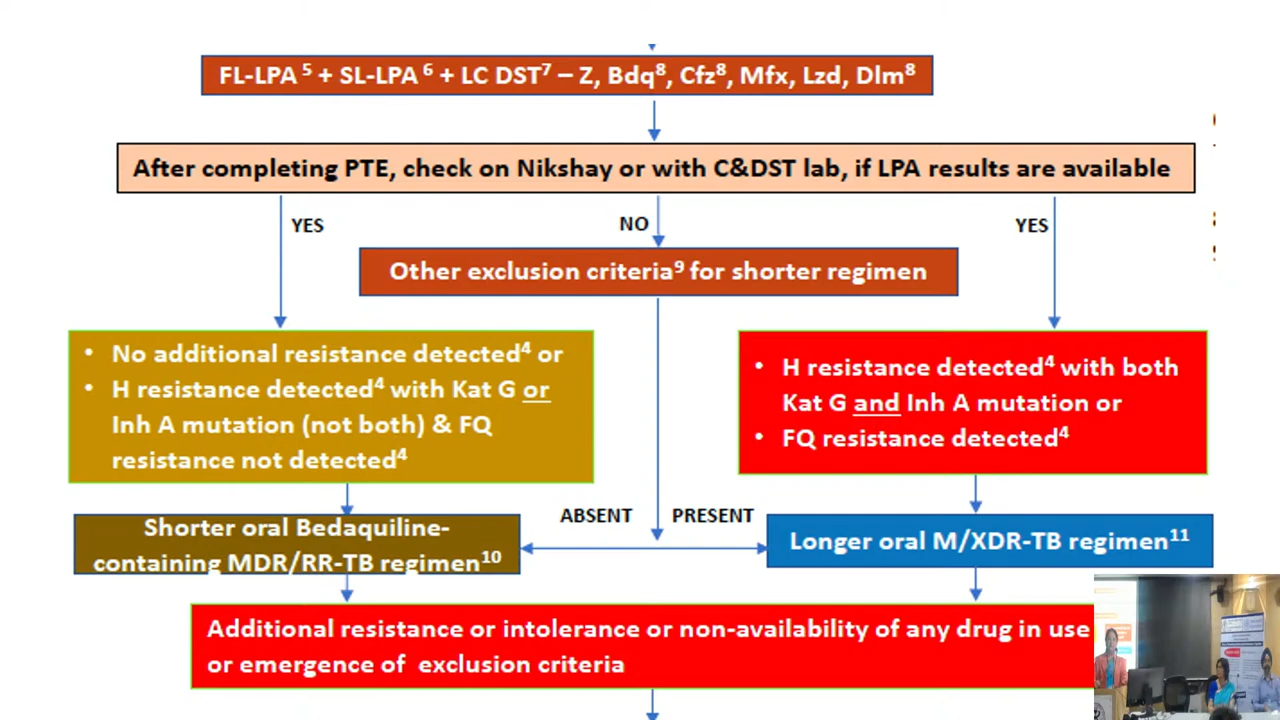 FL-LPA 5 + SL-LPA 6 + LC DST7 – Z, Bdq8, Cfz8, Mfx, Lzd, Dlm8
After completing PTE, check on Nikshay or with C&DST lab, if LPA results are available
YES
NO
YES
Other exclusion criteria9 for shorter regimen
• No additional resistance detected4 or
• H resistance detected4 with Kat G or
Inh A mutation (not both) & FQ
resistance not detected4
• H resistance detected4 with both
Kat G and Inh A mutation or
• FQ resistance detected4
ABSENT
PRESENT
Shorter oral Bedaquiline-
containing MDR/RR-TB regimen10
Longer oral M/XDR-TB regimen11
Additional resistance or intolerance or non-availability of any drug in use
or emergence of exclusion criteria